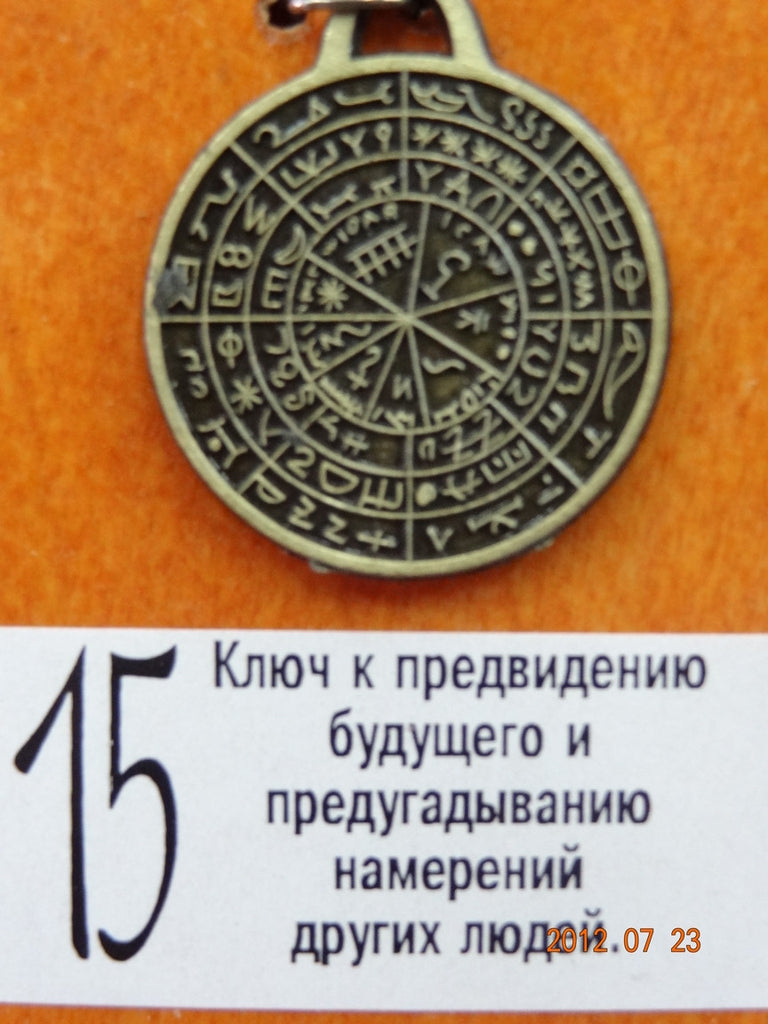 15
Ключ к предвидению
будущего и
предугадыванию
намерений
других людей.
2012.07 23